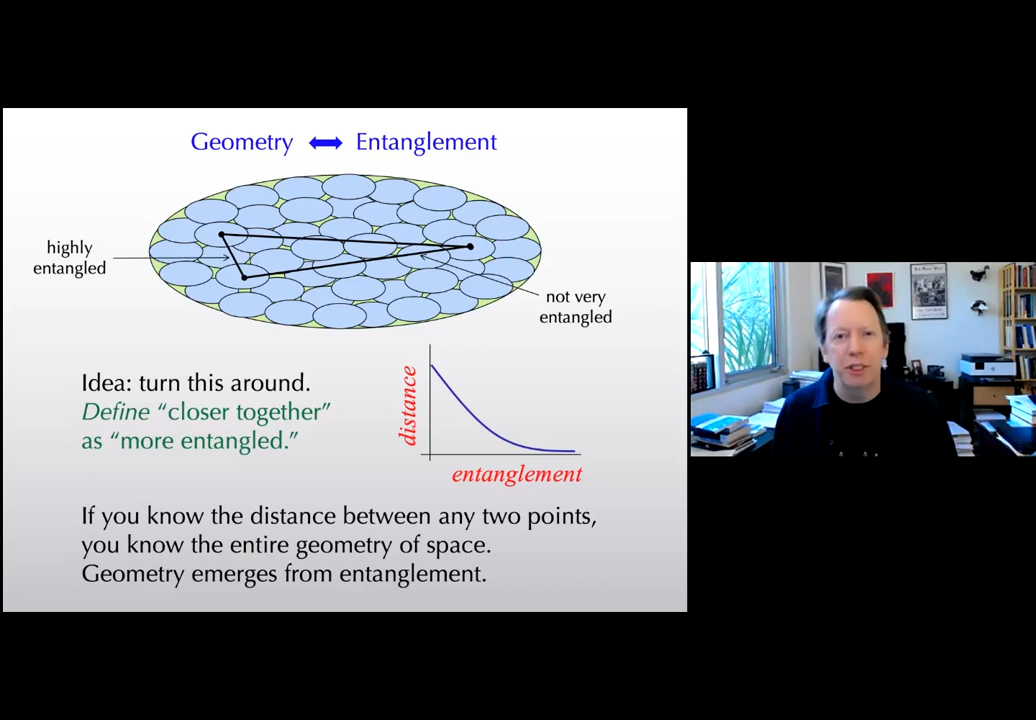 Geometry ↔ Entanglement
highly
entangled
not very
entangled
Idea: turn this around.
Define "closer together"
as "more entangled."
distance
entanglement
If you know the distance between any two points,
you know the entire geometry of space.
Geometry emerges from entanglement.